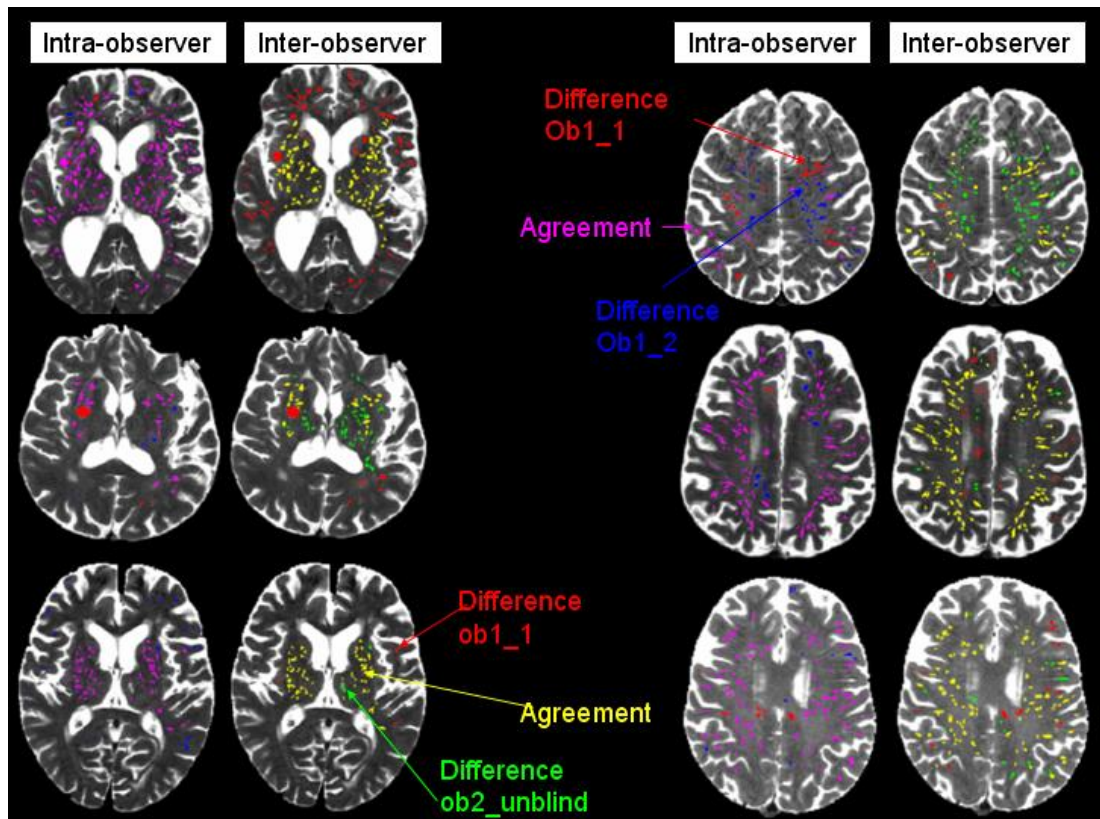 Intra-observer
Inter-observer
Intra-observer
Inter-observer
Difference
Ob1_1
Agreement
Difference
Ob1_2
Difference
ob1_1
Agreement
Difference
ob2_unblind